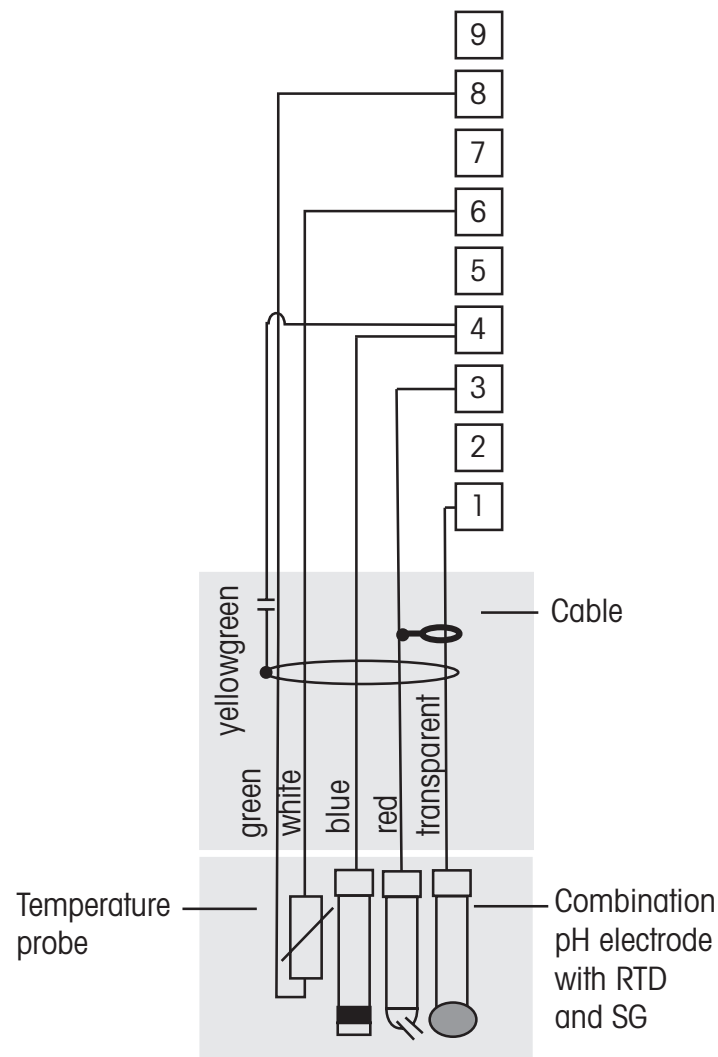 9
8
7
6
5
4
3
2
1
Cable
yellowgreen
green
white
blue
red
transparent
Temperature
probe
Combination
pH electrode
with RTD
and SG